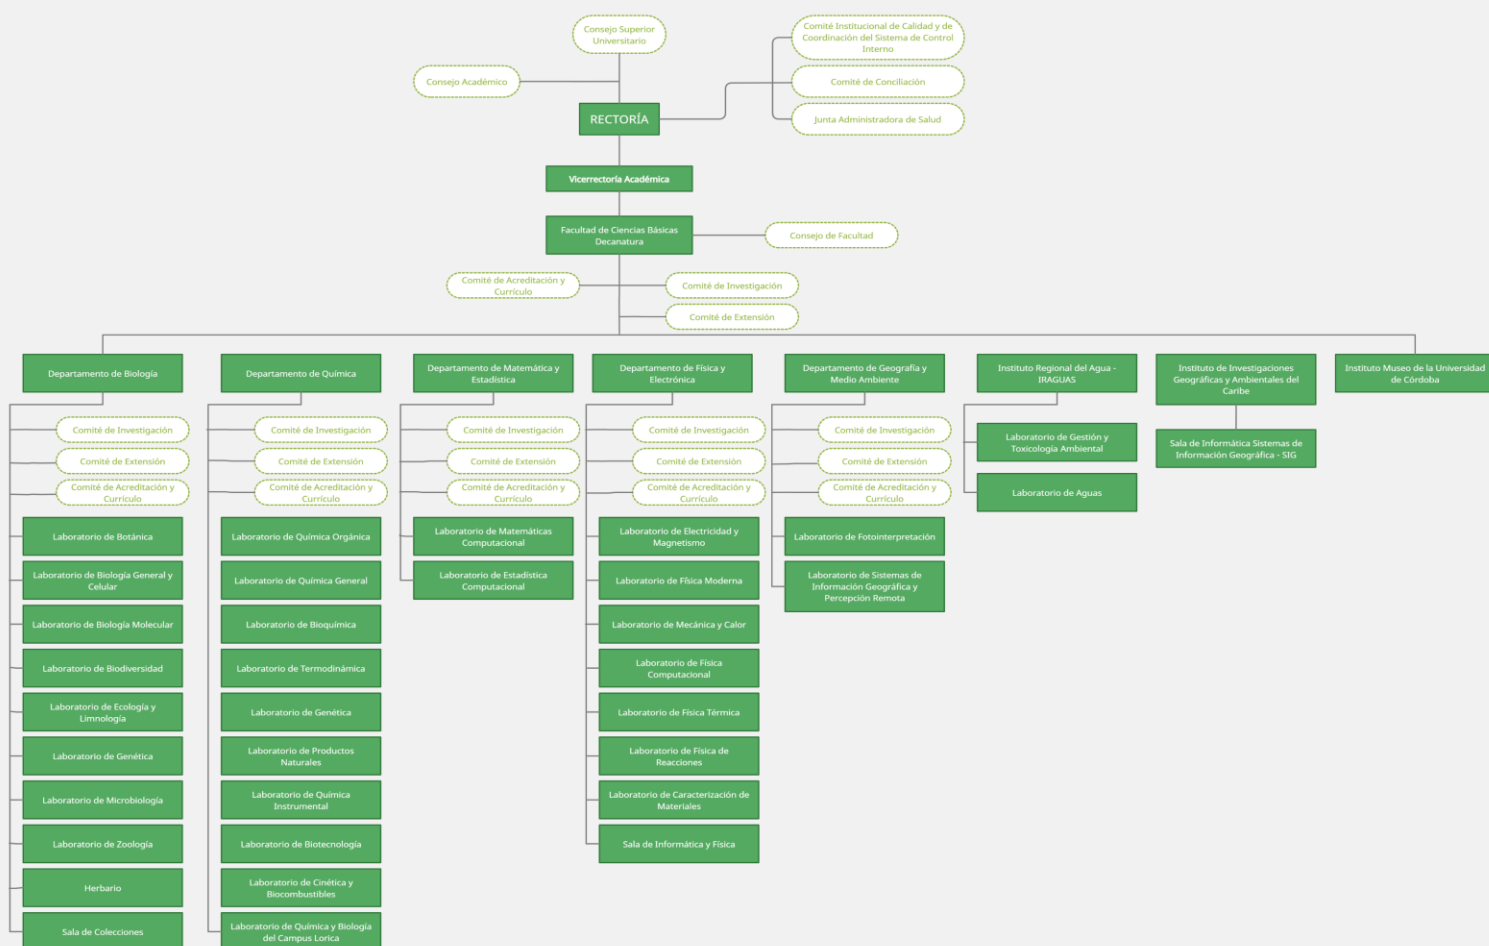 Consejo Superior
Universitario
Comité Institucional de Calidad y de
Coordinación del Sistema de Control
Interno
Consejo Académico
Comité de Conciliación
RECTORÍA
Junta Administradora de Salud
Vicerrectoría Académica
Facultad de Ciencias Básicas
Decanatura
Consejo de Facultad
Comité de Acreditación y
Currículo
Comité de Investigación
Comité de Extensión
Departamento de Biología
Comité de Investigación
Comité de Extensión
Comité de Acreditación y
Currículo
Laboratorio de Botánica
Laboratorio de Biología General y
Celular
Laboratorio de Biología Molecular
Laboratorio de Biodiversidad
Laboratorio de Ecología y
Limnología
Laboratorio de Genética
Laboratorio de Microbiología
Laboratorio de Zoología
Herbario
Sala de Colecciones
Departamento de Química
Comité de Investigación
Comité de Extensión
Comité de Acreditación y
Currículo
Laboratorio de Química Orgánica
Laboratorio de Química General
Laboratorio de Bioquímica
Laboratorio de Termodinámica
Laboratorio de Genética
Laboratorio de Productos
Naturales
Laboratorio de Química
Instrumental
Laboratorio de Biotecnología
Laboratorio de Cinética y
Biocombustibles
Laboratorio de Química y Biología
del Campus Lorica
Departamento de Matemática y
Estadística
Comité de Investigación
Comité de Extensión
Comité de Acreditación y
Currículo
Laboratorio de Matemáticas
Computacional
Laboratorio de Estadística
Computacional
Departamento de Física y
Electrónica
Comité de Investigación
Comité de Extensión
Comité de Acreditación y
Currículo
Laboratorio de Electricidad y
Magnetismo
Laboratorio de Física Moderna
Laboratorio de Mecánica y Calor
Laboratorio de Física
Computacional
Laboratorio de Física Térmica
Laboratorio de Física de
Reacciones
Laboratorio de Caracterización de
Materiales
Sala de Informática y Física
Departamento de Geografía y
Medio Ambiente
Comité de Investigación
Comité de Extensión
Comité de Acreditación y
Currículo
Laboratorio de Fotointerpretación
Laboratorio de Sistemas de
Información Geográfica y
Percepción Remota
Instituto Regional del Agua -
IRAGUAS
Laboratorio de Gestión y
Toxicología Ambiental
Laboratorio de Aguas
Instituto de Investigaciones
Geográficas y Ambientales del
Caribe
Sala de Informática Sistemas de
Información Geográfica - SIG
Instituto Museo de la Universidad
de Córdoba